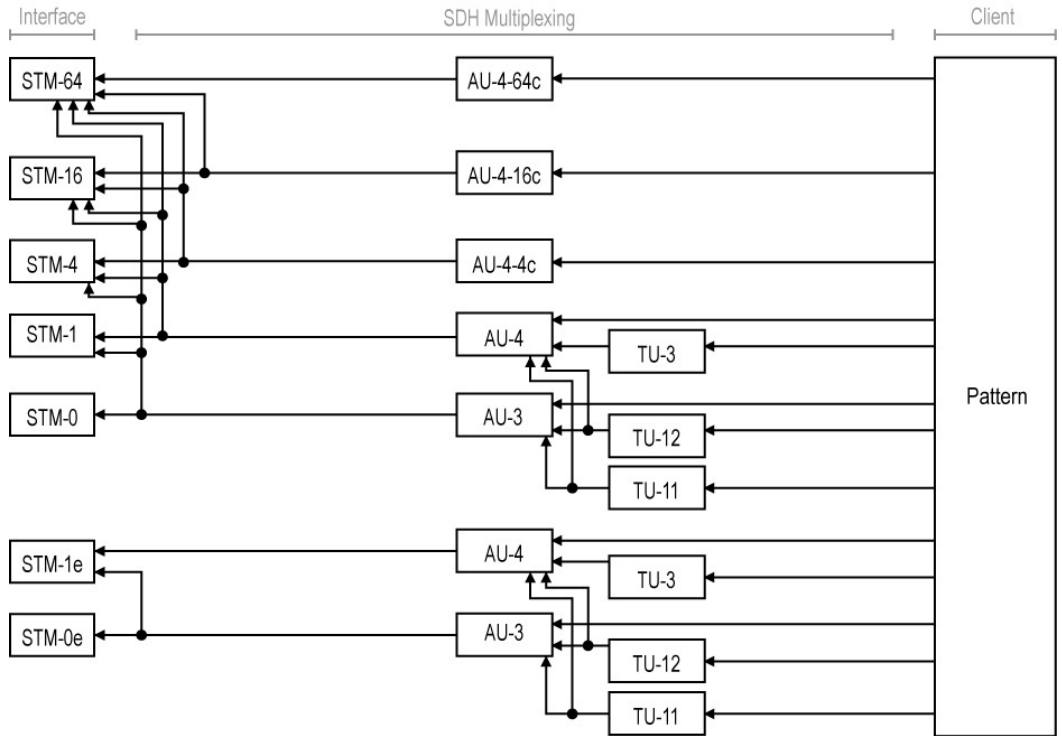 Interface SDH Multiplexing Client
STM-64 AU-4-64c
STM-16 AU-4-16c
STM-4 AU-4-4c
STM-1 AU-4 TU-3
Pattern
STM-0 AU-3
TU-12
TU-11
STM-1e AU-4
TU-3
STM-0e AU-3
TU-12
TU-11